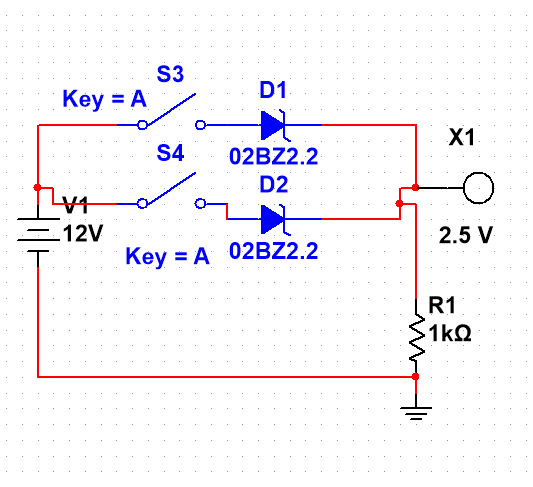 S3
Key = A
D1
02BZ2.2
X1
S4
D2
02BZ2.2
V1
12V
Key = A
2.5 V
R1
1kΩ